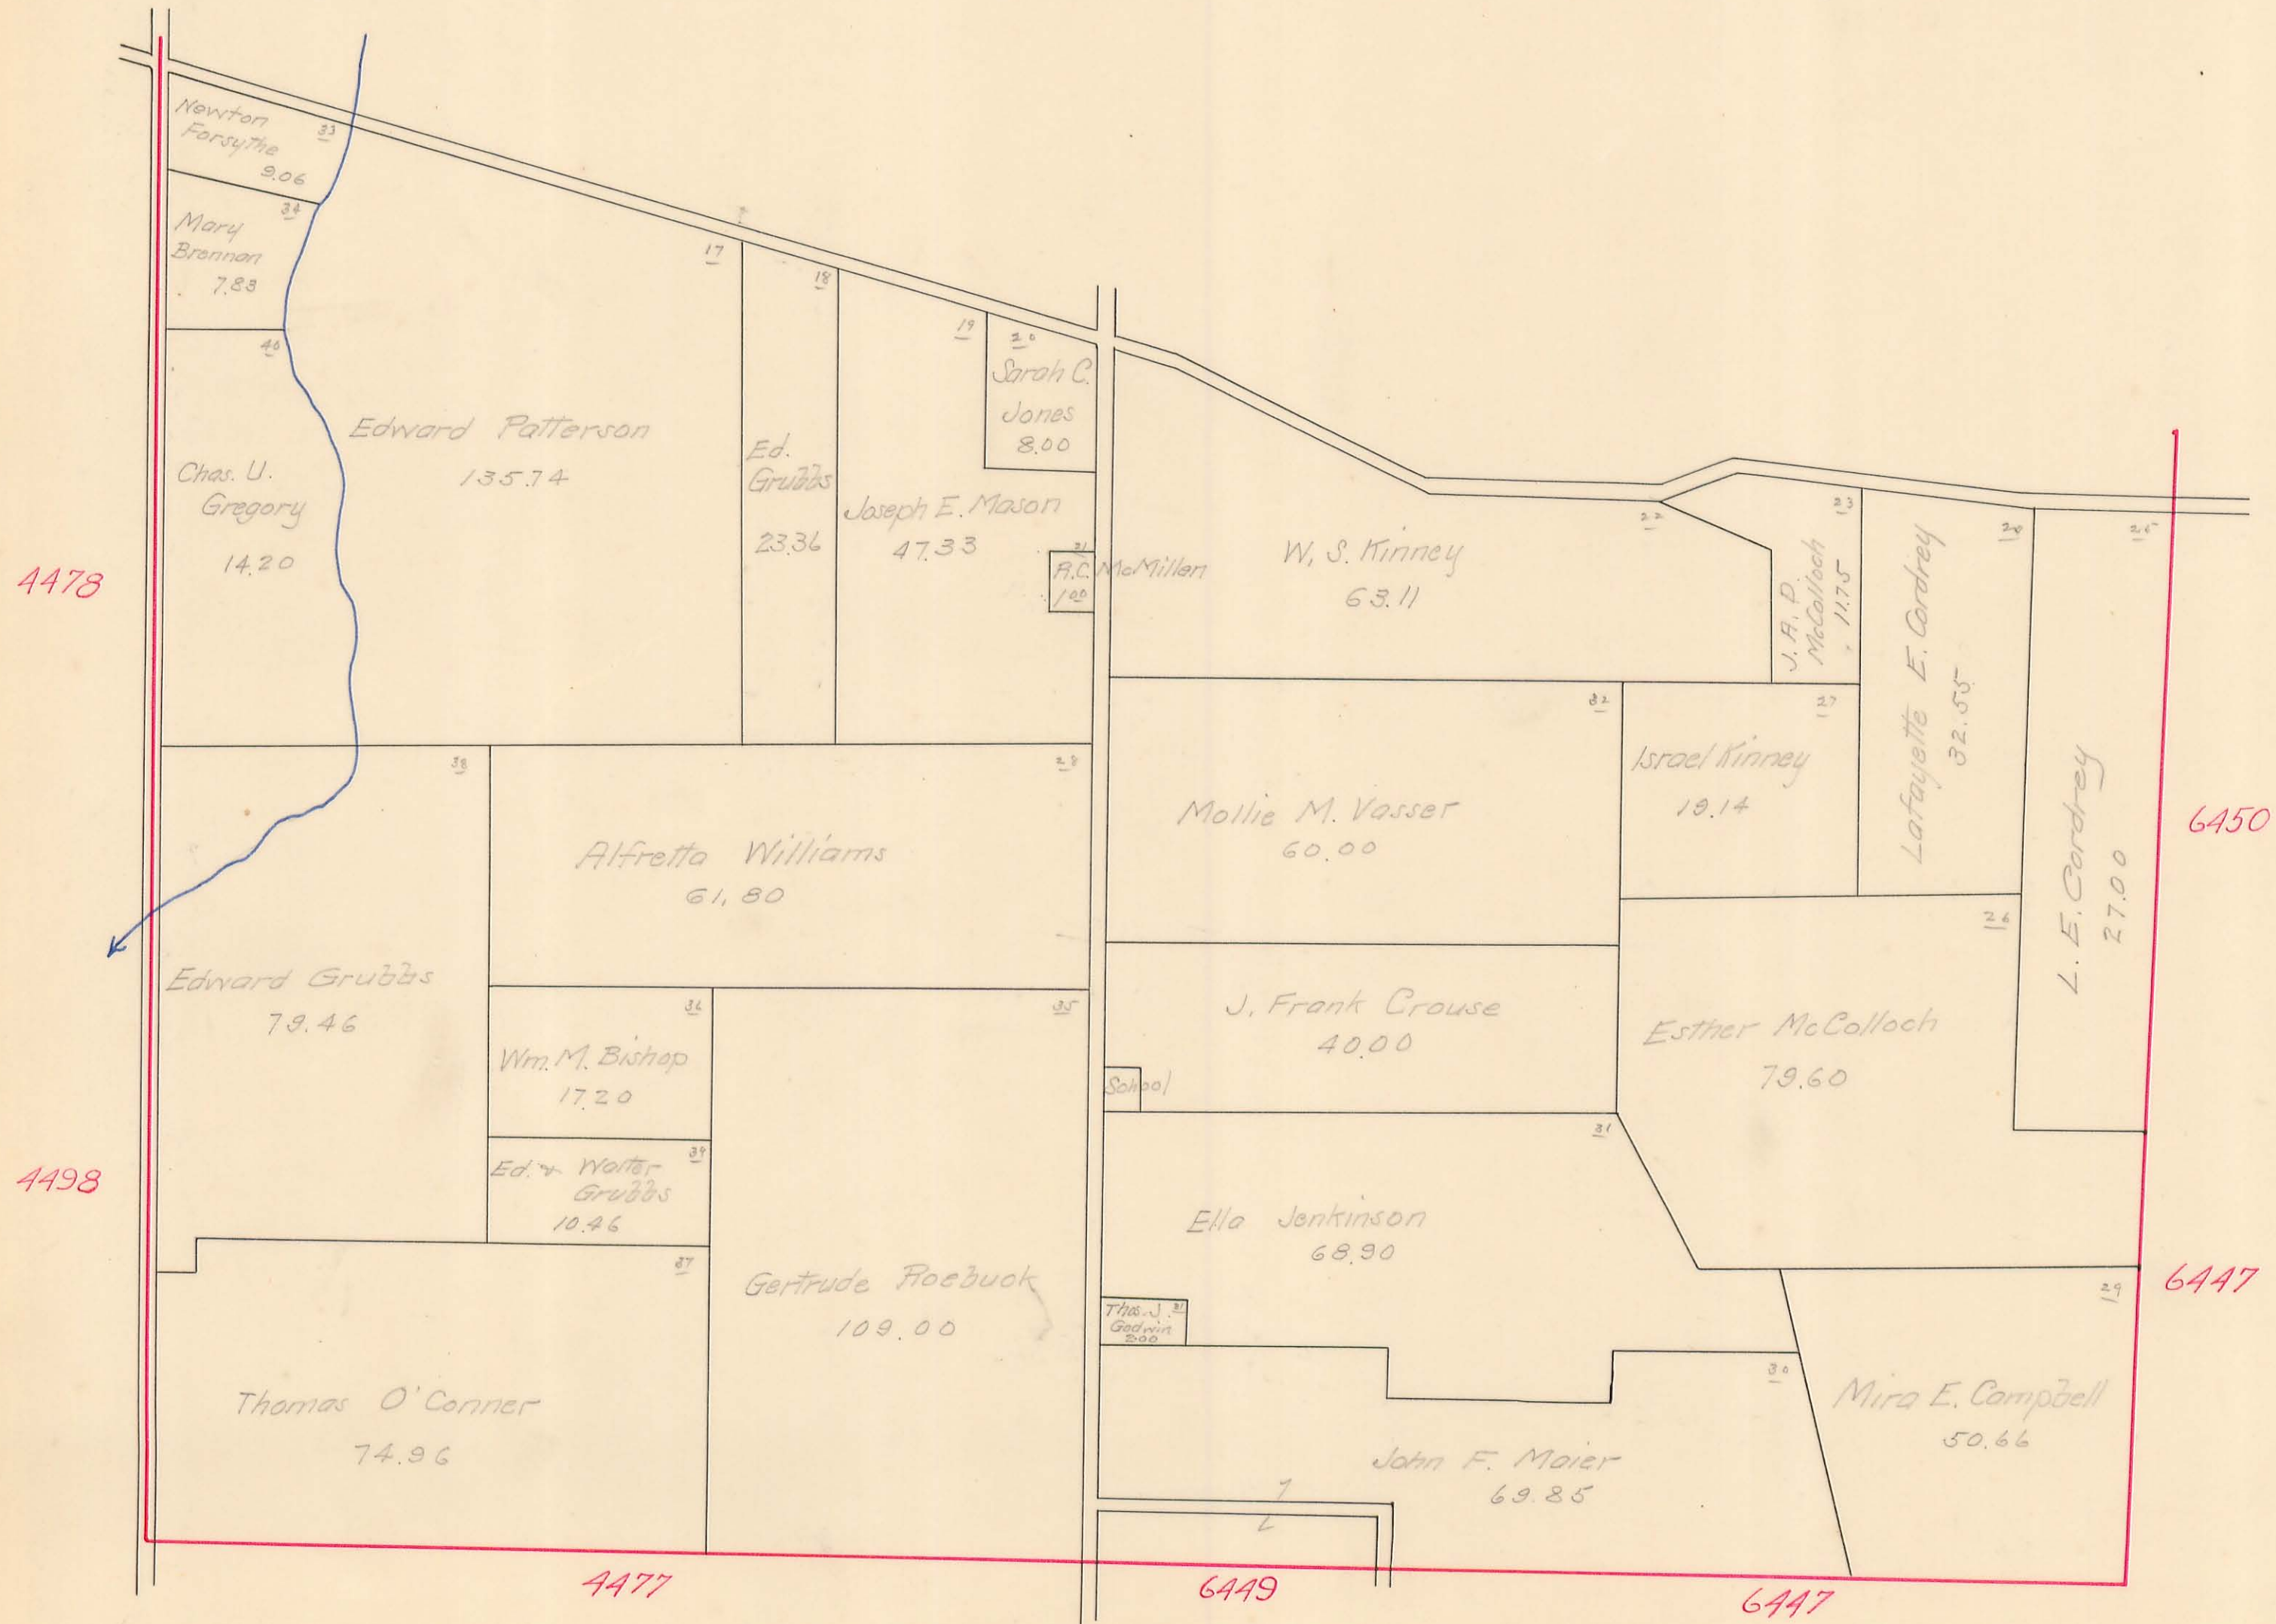 Newton
Forsythe
33
9.06
34
Mary
Brennan
7.83
40
Chas. U.
Gregory
14.20
Edward Patterson
135.74
17
18
Ed.
Grubbs
23.36
19
Joseph E. Mason
47.33
20
Sarah C.
Jones
8.00
21
R.C. McMillen
1 00
22
W. S. Kinney
63.11
23
J. A. P.
McColloch
11.75
Lafayette E. Cordrey
32.55
25
L. E. Cordrey
27.00
4478
6450
38
Edward Grubbs
79.46
28
Alfretta Williams
61.80
32
Mollie M. Vasser
60.00
27
Israel Kinney
19.14
26
Esther McColloch
79.60
36
Wm. M. Bishop
17.20
35
Gertrude Roebuck
109.00
J. Frank Crouse
40.00
School
39
Ed. & Walter
Grubbs
10.46
4498
31
Ella Jenkinson
68.90
Thos. J.
Godwin
2.00
37
Thomas O'Conner
74.96
30
John F. Maier
69.85
29
Mira E. Campbell
50.66
6447
4477
6449
6447